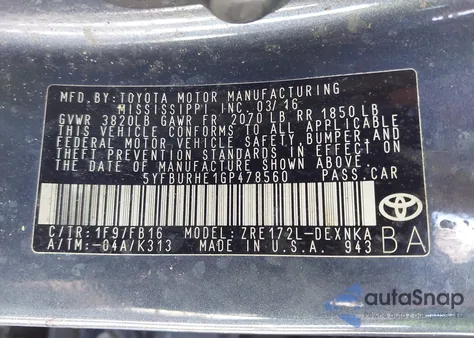 MFD. BY: TOYOTA MOTOR MANUFACTURING
MISSISSIPPI INC. 03/16
GVWR 3820LB GAWR FR 2070 LB RR 1850 LB
THIS VEHICLE CONFORMS TO ALL APPLICABLE
FEDERAL MOTOR VEHICLE SAFETY, BUMPER AND
THEFT PREVENTION STANDARDS IN EFFECT ON
THE DATE OF MANUFACTURE SHOWN ABOVE.
5YFBURHE1GP478560 PASS. CAR
C/TR: 1F9/FB16 MODEL: ZRE172L-DEXNKA
A/TM: -04A/K313 MADE IN U.S.A. 943
BA
autoSnap